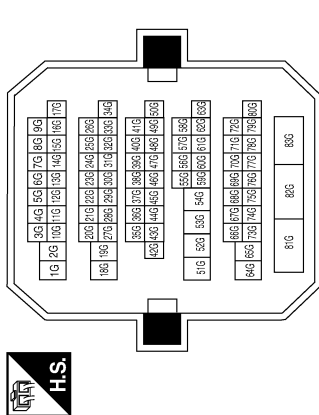 3G 4G 5G 6G 7G 8G 9G
1G 2G 10G 11G 12G 13G 14G 15G 16G 17G
20G 21G 22G 23G 24G 25G 26G
18G 19G 27G 28G 29G 30G 31G 32G 33G 34G
35G 36G 37G 38G 39G 40G 41G
42G 43G 44G 45G 46G 47G 48G 49G 50G
55G 56G 57G 58G
51G 52G 53G 54G 59G 60G 61G 62G 63G
66G 67G 68G 69G 70G 71G 72G
64G 65G 73G 74G 75G 76G 77G 78G 79G 80G
81G 82G 83G
H.S.